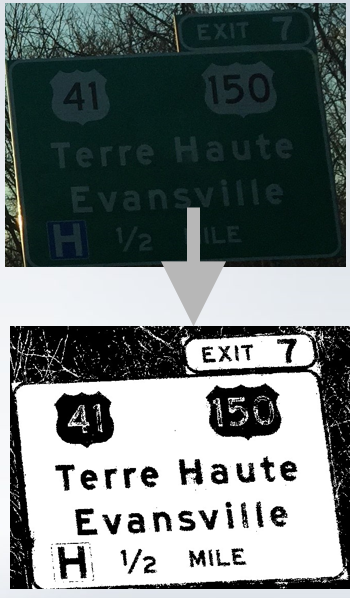 EXIT 7
41 150
Terre Haute
Evansville
H 1/2 MILE
EXIT 7
41 150
Terre Haute
Evansville
H 1/2 MILE